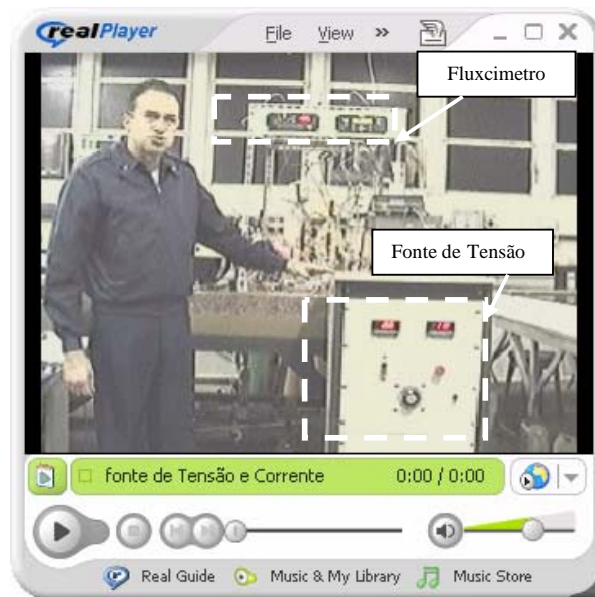 realPlayer
File View »
Fluxcimetro
Fonte de Tensão
fonte de Tensão e Corrente 0:00 / 0:00
Real Guide Music & My Library Music Store